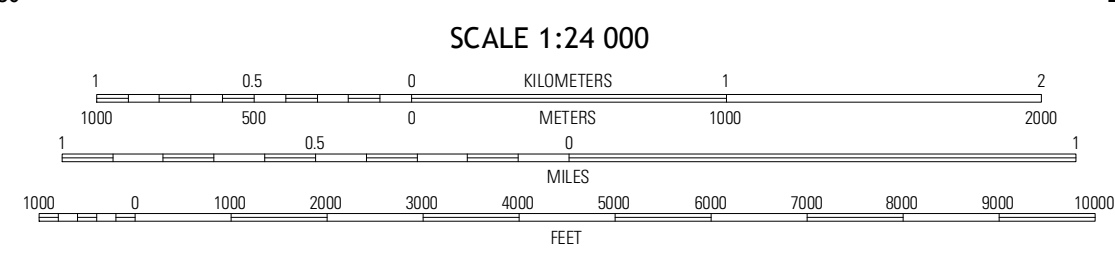 SCALE 1:24 000
1 0.5 0 KILOMETERS 1 2
1000 500 0 METERS 1000 2000
1 0.5 0 1
MILES
1000 0 1000 2000 3000 4000 5000 6000 7000 8000 9000 10000
FEET